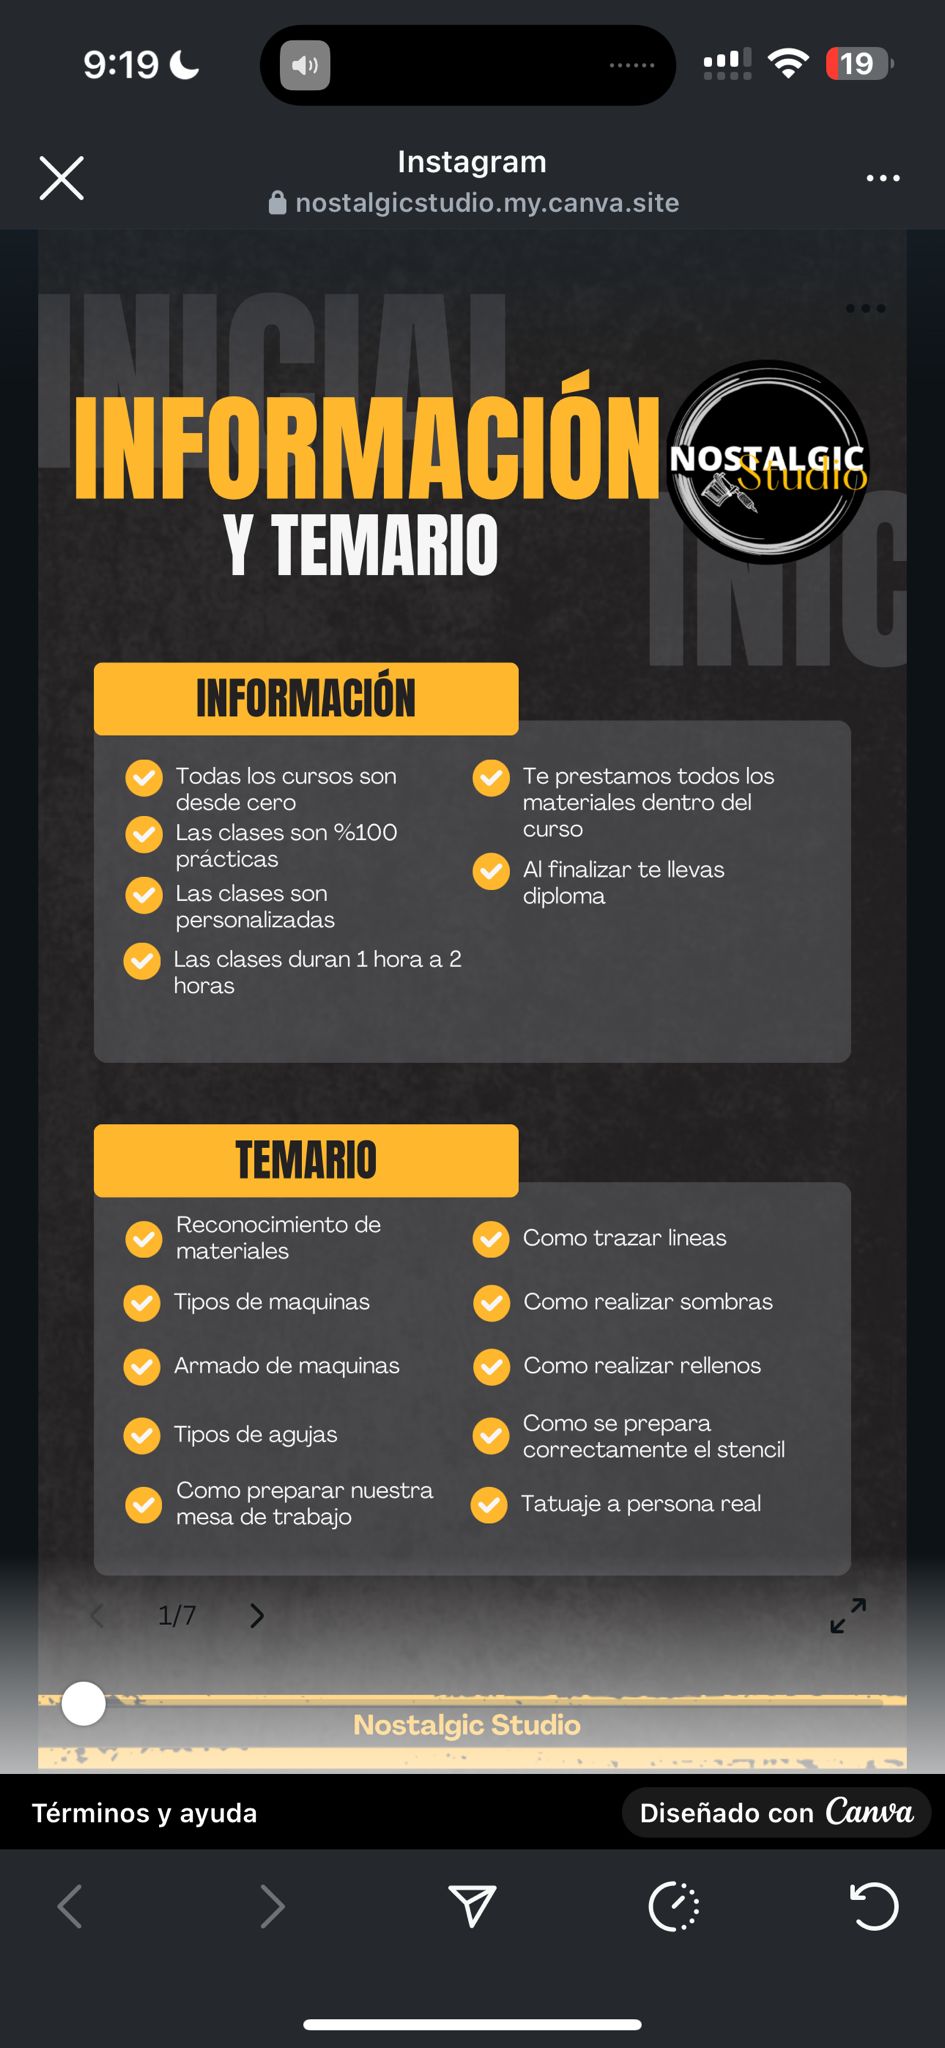 9:19
19
Instagram
nostalgicstudio.my.canva.site
INICIAL
INFORMACIÓN
Y TEMARIO
NOSTALGIC
Studio
INIC
INFORMACIÓN
Todas los cursos son
desde cero
Las clases son %100
prácticas
Las clases son
personalizadas
Las clases duran 1 hora a 2
horas
Te prestamos todos los
materiales dentro del
curso
Al finalizar te llevas
diploma
TEMARIO
Reconocimiento de
materiales
Tipos de maquinas
Armado de maquinas
Tipos de agujas
Como preparar nuestra
mesa de trabajo
Como trazar lineas
Como realizar sombras
Como realizar rellenos
Como se prepara
correctamente el stencil
Tatuaje a persona real
1/7
Nostalgic Studio
Términos y ayuda
Diseñado con Canva